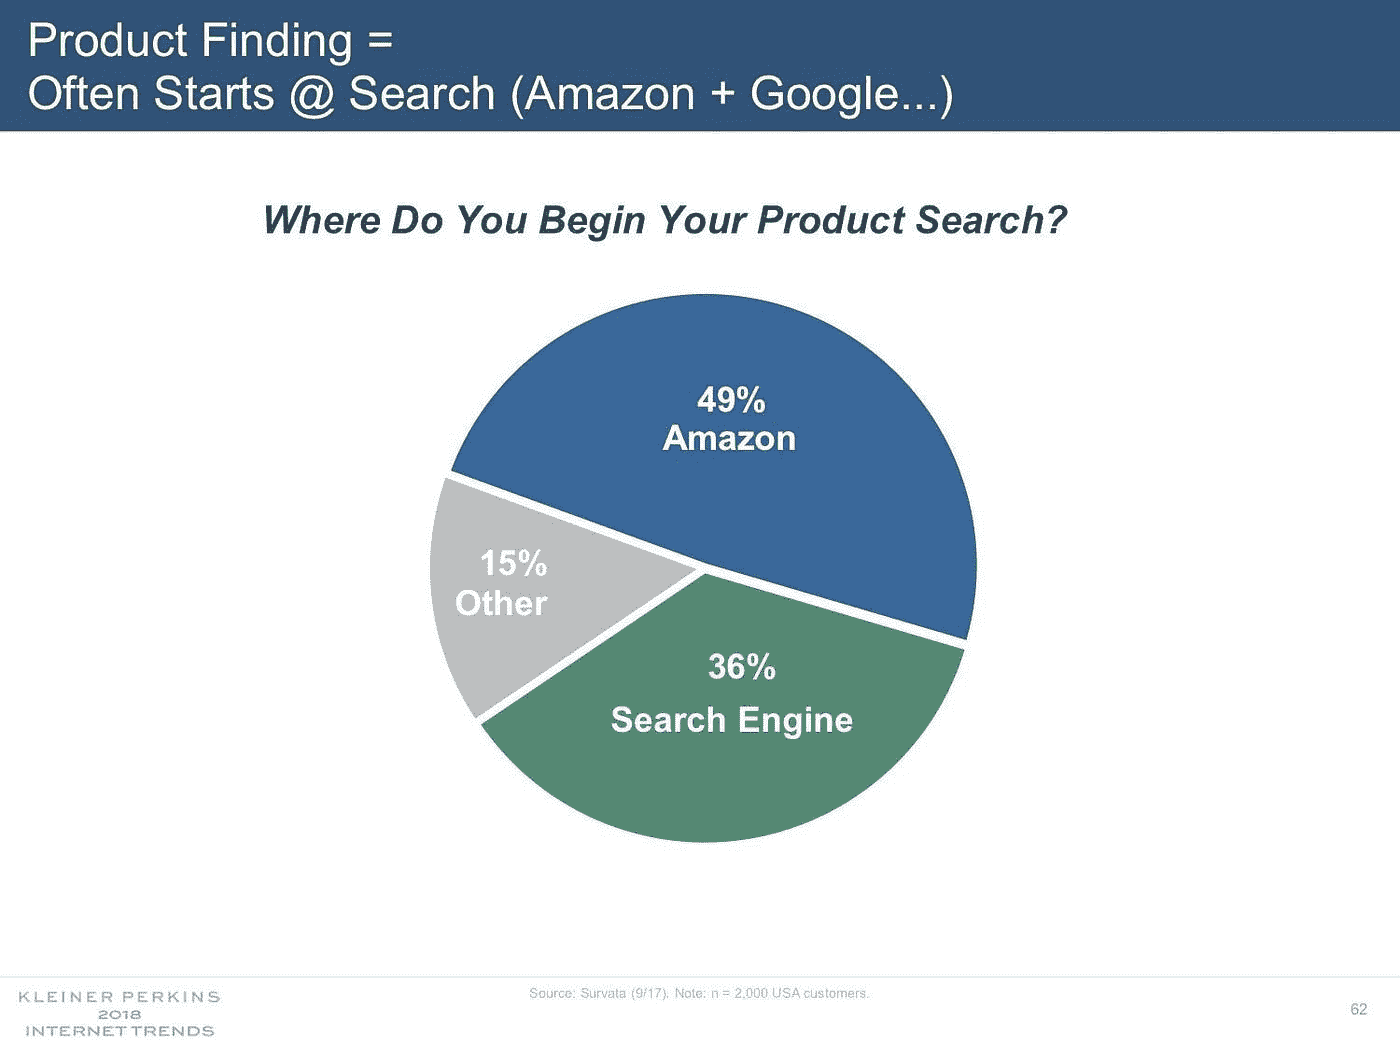 Product Finding =
Often Starts @ Search (Amazon + Google...)
Where Do You Begin Your Product Search?
49%
Amazon
15%
Other
36%
Search Engine
KLEINER PERKINS
2018
INTERNET TRENDS
Source: Survata (9/17). Note: n = 2,000 USA customers.
62